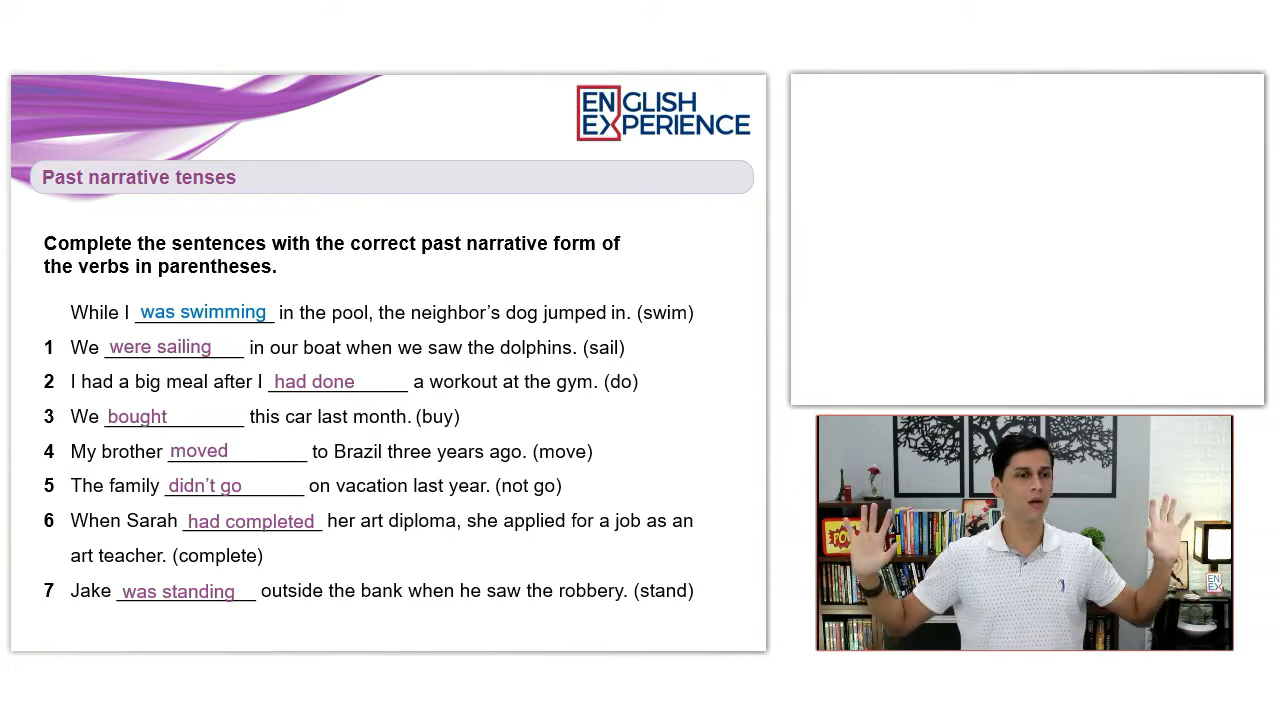 ENGLISH
EXPERIENCE
Past narrative tenses
Complete the sentences with the correct past narrative form of
the verbs in parentheses.
While I was swimming in the pool, the neighbor's dog jumped in. (swim)
1 We were sailing in our boat when we saw the dolphins. (sail)
2 I had a big meal after I had done a workout at the gym. (do)
3 We bought this car last month. (buy)
4 My brother moved to Brazil three years ago. (move)
5 The family didn't go on vacation last year. (not go)
6 When Sarah had completed her art diploma, she applied for a job as an
art teacher. (complete)
7 Jake was standing outside the bank when he saw the robbery. (stand)
EN
EX